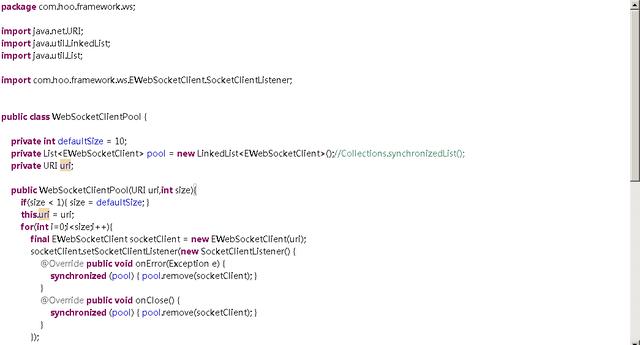 package com.hoo.framework.ws;
import java.net.URI;
import java.util.LinkedList;
import java.util.List;
import com.hoo.framework.ws.EWebSocketClient.SocketClientListener;
public class WebSocketClientPool {
private int defaultSize = 10;
private List<EWebSocketClient> pool = new LinkedList<EWebSocketClient>();//Collections.synchronizedList();
private URI uri;
public WebSocketClientPool(URI uri,int size){
if(size < 1){ size = defaultSize; }
this.uri = uri;
for(int i=0;i<size;i++){
final EWebSocketClient socketClient = new EWebSocketClient(uri);
socketClient.setSocketClientListener(new SocketClientListener() {
@Override public void onError(Exception e) {
synchronized (pool) { pool.remove(socketClient); }
}
@Override public void onClose() {
synchronized (pool) { pool.remove(socketClient); }
}
});